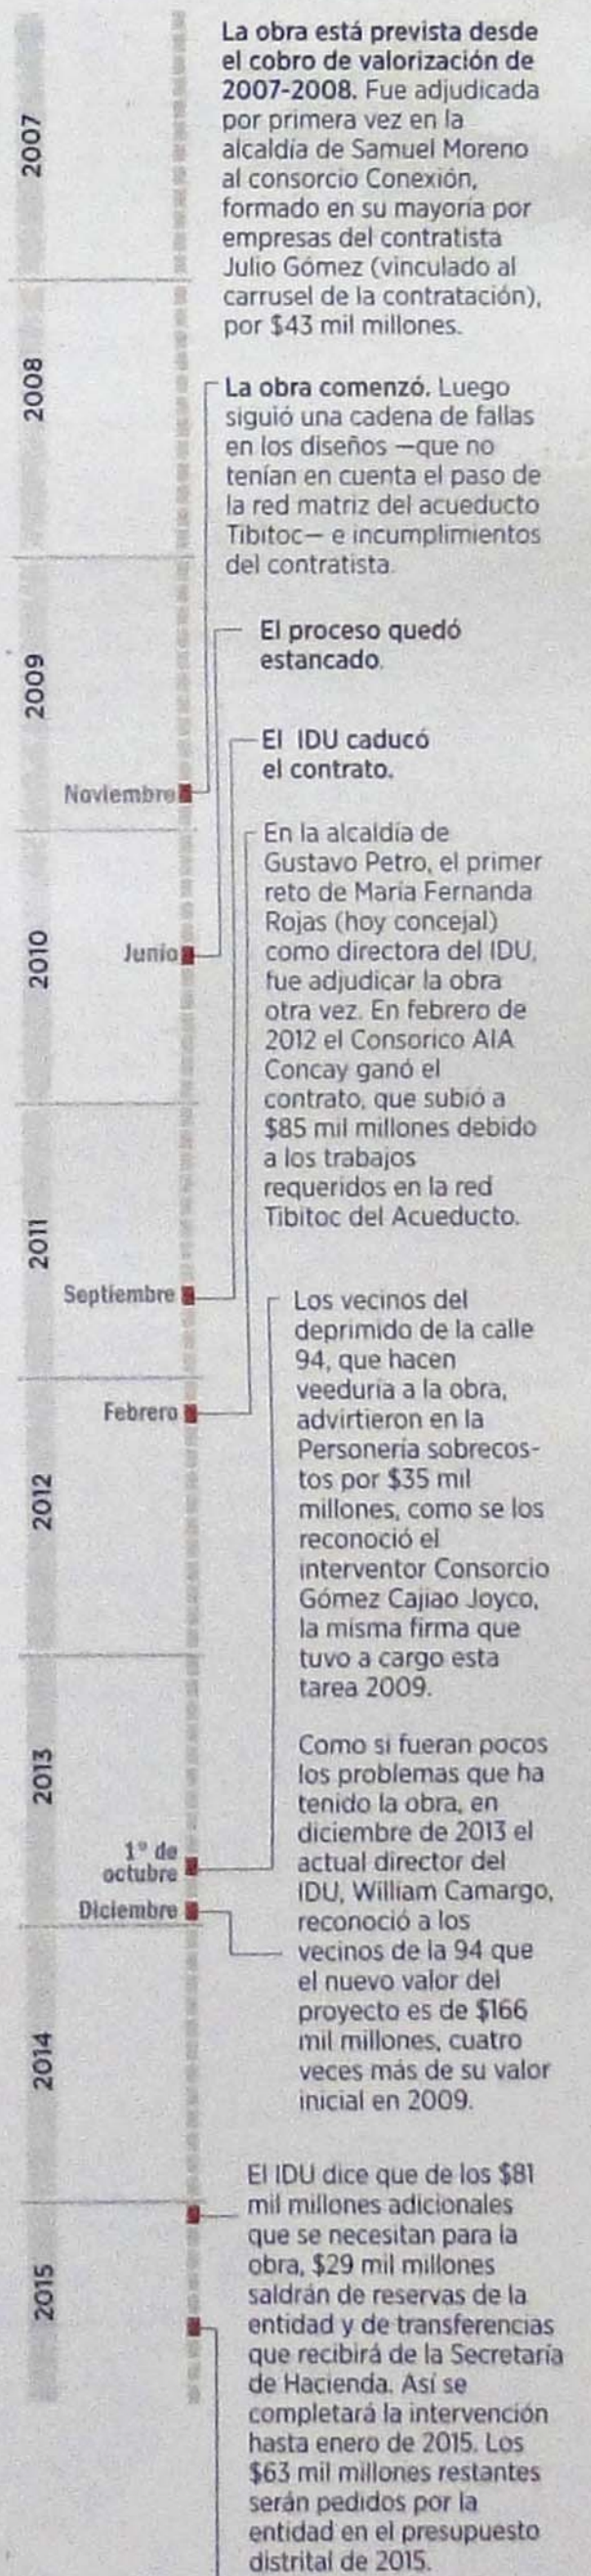 La obra está prevista desde
el cobro de valorización de
2007-2008. Fue adjudicada
por primera vez en la
alcaldía de Samuel Moreno
al consorcio Conexión,
formado en su mayoría por
empresas del contratista
Julio Gómez (vinculado al
carrusel de la contratación),
por $43 mil millones.
2007
2008
La obra comenzó. Luego
siguió una cadena de fallas
en los diseños —que no
tenían en cuenta el paso de
la red matriz del acueducto
Tibitoc— e incumplimientos
del contratista.
2009
Noviembre
El proceso quedó
estancado.
El IDU caducó
el contrato.
2010
Junio
En la alcaldía de
Gustavo Petro, el primer
reto de María Fernanda
Rojas (hoy concejal)
como directora del IDU,
fue adjudicar la obra
otra vez. En febrero de
2012 el Consorico AIA
Concay ganó el
contrato, que subió a
$85 mil millones debido
a los trabajos
requeridos en la red
Tibitoc del Acueducto.
2011
Septiembre
Febrero
2012
Los vecinos del
deprimido de la calle
94, que hacen
veeduría a la obra,
advirtieron en la
Personería sobrecos-
tos por $35 mil
millones, como se los
reconoció el
interventor Consorcio
Gómez Cajiao Joyco,
la misma firma que
tuvo a cargo esta
tarea 2009.
2013
1º de
octubre
Diciembre
Como si fueran pocos
los problemas que ha
tenido la obra, en
diciembre de 2013 el
actual director del
IDU, William Camargo,
reconoció a los
vecinos de la 94 que
el nuevo valor del
proyecto es de $166
mil millones, cuatro
veces más de su valor
inicial en 2009.
2014
2015
El IDU dice que de los $81
mil millones adicionales
que se necesitan para la
obra, $29 mil millones
saldrán de reservas de la
entidad y de transferencias
que recibirá de la Secretaría
de Hacienda. Así se
completará la intervención
hasta enero de 2015. Los
$63 mil millones restantes
serán pedidos por la
entidad en el presupuesto
distrital de 2015.